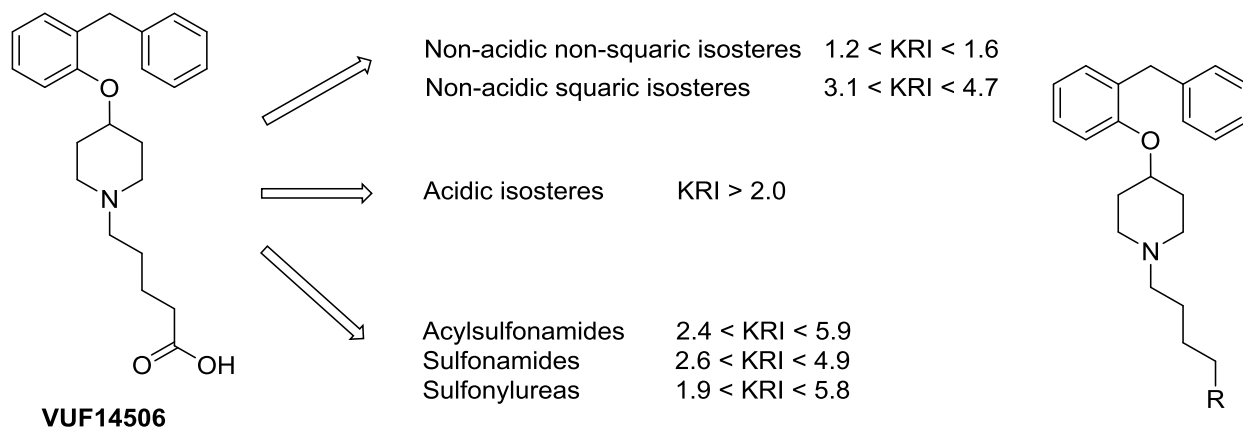 Non-acidic non-squaric isosteres 1.2 < KRI < 1.6
Non-acidic squaric isosteres 3.1 < KRI < 4.7
O
O
N
N
Acidic isosteres KRI > 2.0
Acylsulfonamides 2.4 < KRI < 5.9
Sulfonamides 2.6 < KRI < 4.9
Sulfonylureas 1.9 < KRI < 5.8
O OH
R
VUF14506